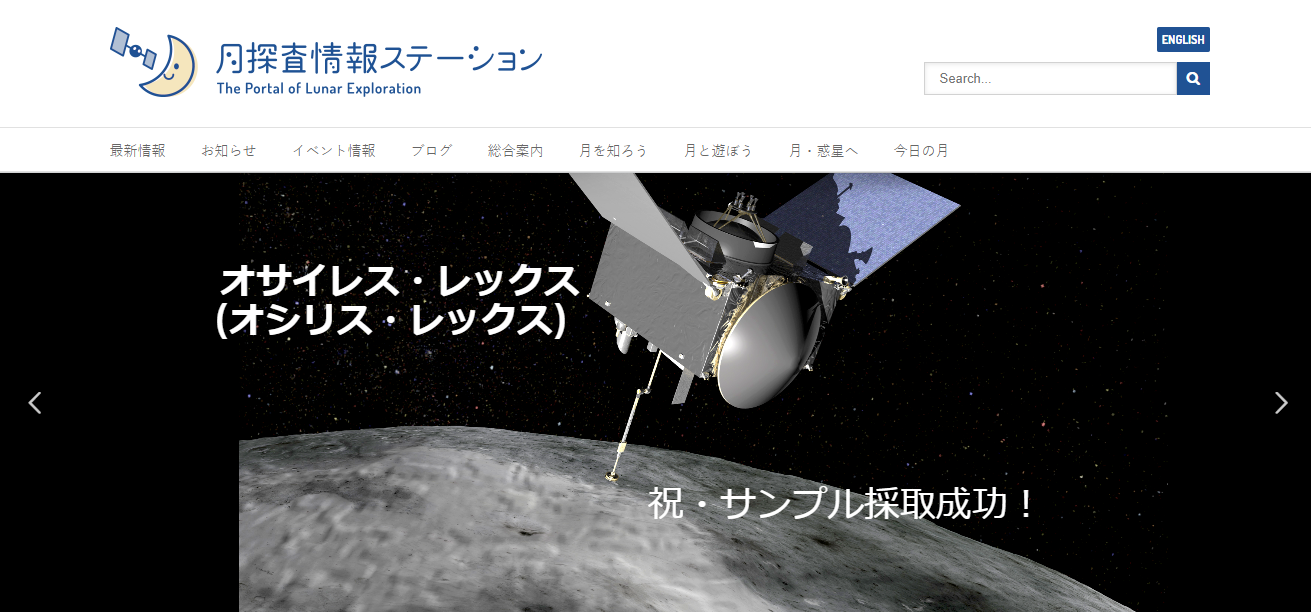 月探査情報ステーション
The Portal of Lunar Exploration
ENGLISH
Search...
最新情報 お知らせ イベント情報 ブログ 総合案内 月を知ろう 月と遊ぼう 月・惑星へ 今日の月
オサイレス・レックス
(オシリス・レックス)
祝・サンプル採取成功！